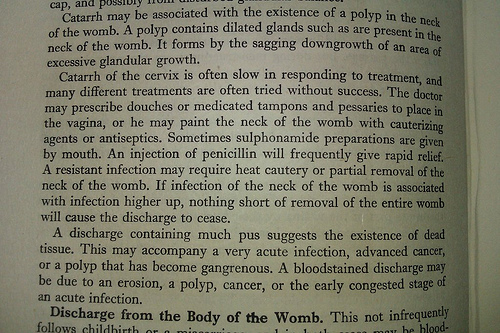 cap, and possibly from disturbed glandular balance.
Catarrh may be associated with the existence of a polyp in the neck
of the womb. A polyp contains dilated glands such as are present in the
neck of the womb. It forms by the sagging downgrowth of an area of
excessive glandular growth.
Catarrh of the cervix is often slow in responding to treatment, and
many different treatments are often tried without success. The doctor
may prescribe douches or medicated tampons and pessaries to place in
the vagina, or he may paint the neck of the womb with cauterizing
agents or antiseptics. Sometimes sulphonamide preparations are given
by mouth. An injection of penicillin will frequently give rapid relief.
A resistant infection may require heat cautery or partial removal of the
neck of the womb. If infection of the neck of the womb is associated
with infection higher up, nothing short of removal of the entire womb
will cause the discharge to cease.
A discharge containing much pus suggests the existence of dead
tissue. This may accompany a very acute infection, advanced cancer,
or a polyp that has become gangrenous. A bloodstained discharge may
be due to an erosion, a polyp, cancer, or the early congested stage of
an acute infection.
Discharge from the Body of the Womb. This not infrequently
follows childbirth or a may be blood-